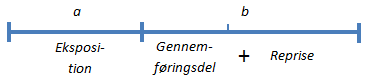 a b
Eksposi-
tion
Gennem-
føringsdel
+ Reprise